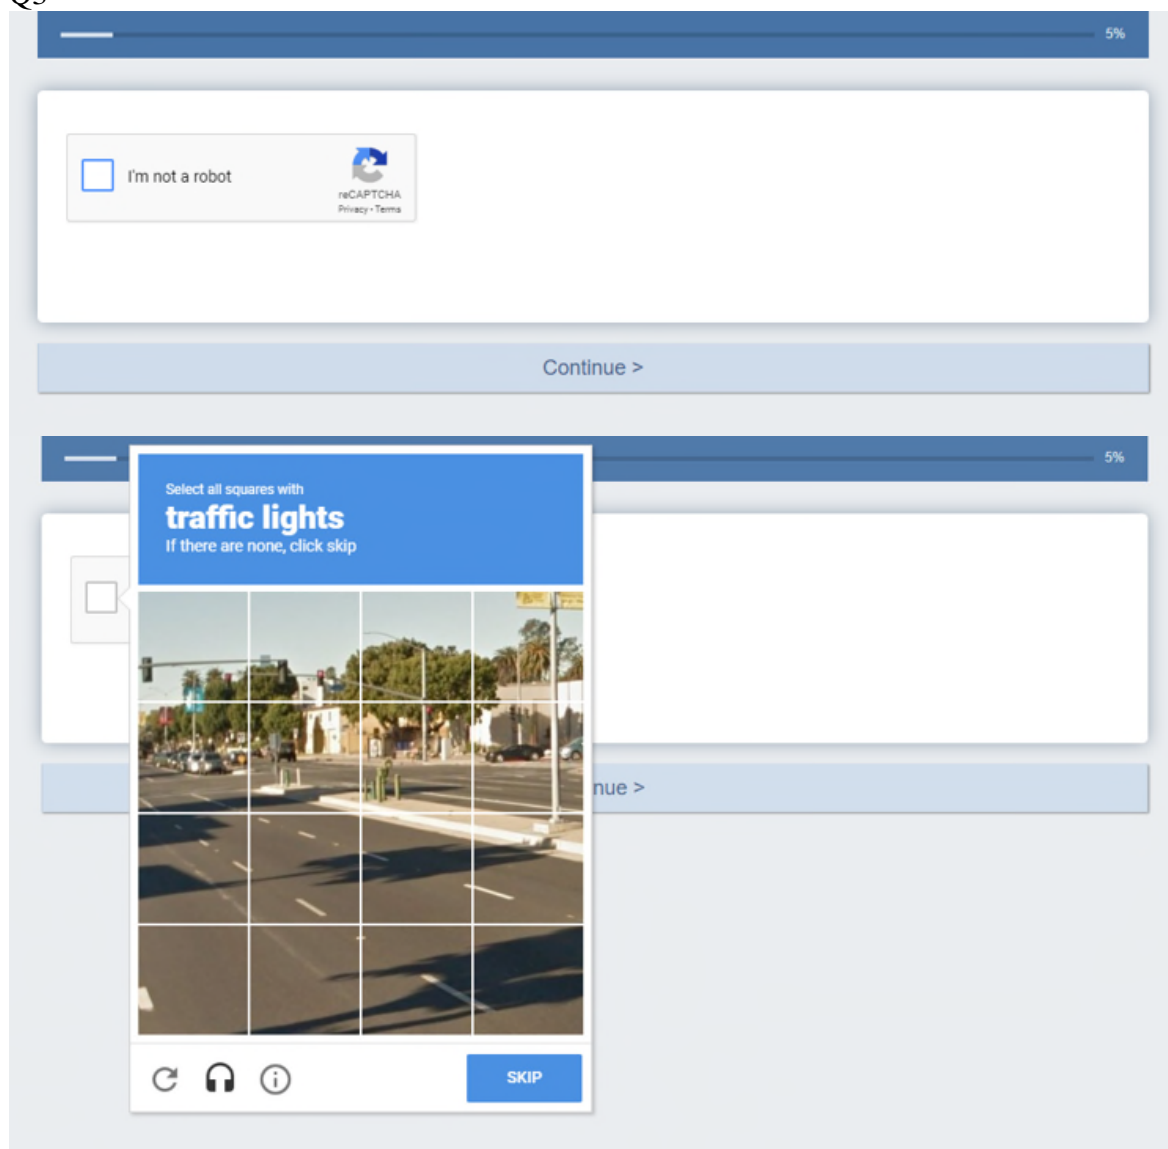 Q3
5%
I'm not a robot
reCAPTCHA
Privacy - Terms
Continue >
5%
Select all squares with
traffic lights
If there are none, click skip
nue >
SKIP